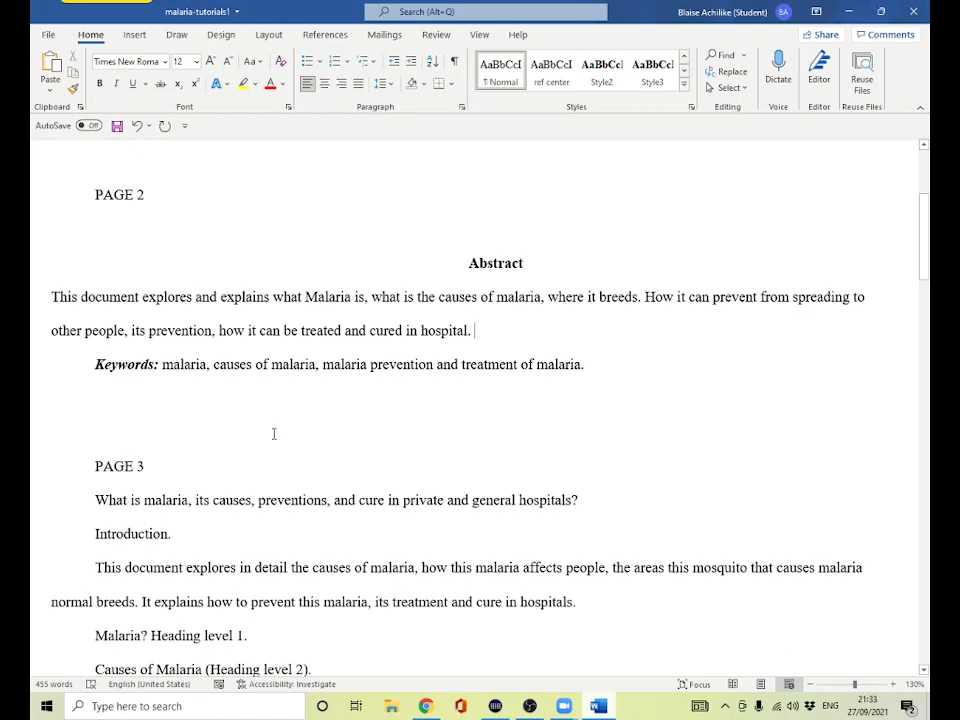 malaria-tutorials1
Search (Alt+Q)
Blaise Achilike (Student)
BA
File Home Insert Draw Design Layout References Mailings Review View Help
Share
Comments
Paste
Times New Roma
12
Aa
B I U ab x₂ x² A A
AaBbCcI AaBbCcI AaBbCc AaBbCcI
¶ Normal ref center Style2 Style3
Find
Replace
Select
Dictate
Editor
Reuse Files
Clipboard Font Paragraph Styles Editing Voice Editor Reuse Files
AutoSave Off
PAGE 2
Abstract
This document explores and explains what Malaria is, what is the causes of malaria, where it breeds. How it can prevent from spreading to
other people, its prevention, how it can be treated and cured in hospital.
Keywords: malaria, causes of malaria, malaria prevention and treatment of malaria.
PAGE 3
What is malaria, its causes, preventions, and cure in private and general hospitals?
Introduction.
This document explores in detail the causes of malaria, how this malaria affects people, the areas this mosquito that causes malaria
normal breeds. It explains how to prevent this malaria, its treatment and cure in hospitals.
Malaria? Heading level 1.
Causes of Malaria (Heading level 2).
455 words English (United States) Accessibility: Investigate Focus 130%
Type here to search
ENG
21:33
27/09/2021
2